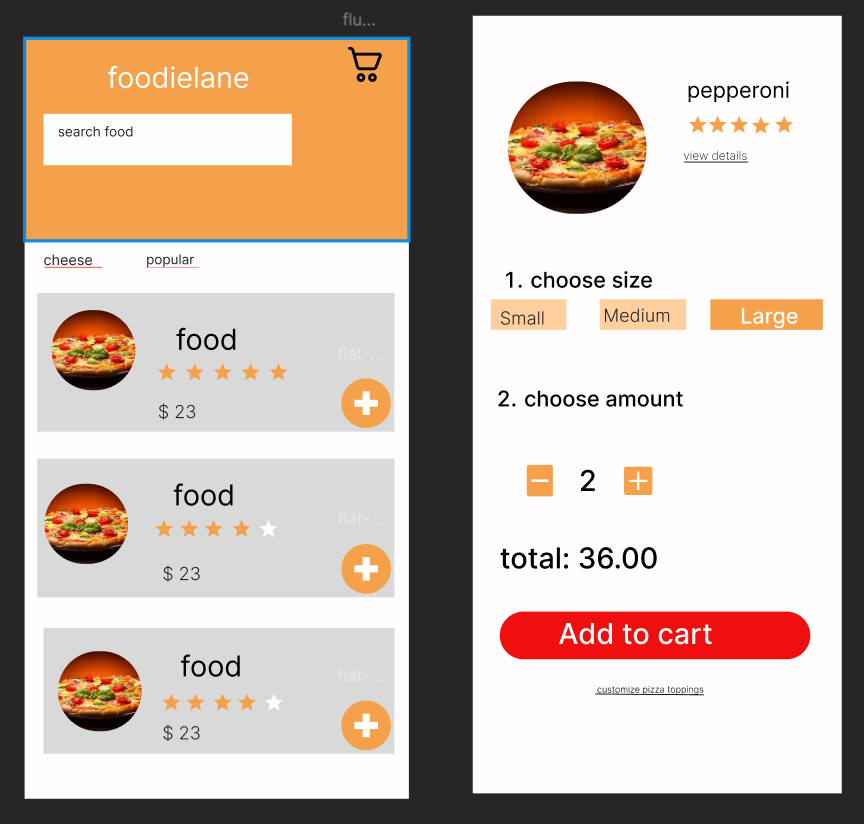 flu...
foodielane
search food
cheese
popular
food
flat-...
$ 23
food
flat-...
$ 23
food
flat-...
$ 23
pepperoni
view details
1. choose size
Small
Medium
Large
2. choose amount
2
total: 36.00
Add to cart
customize pizza toppings